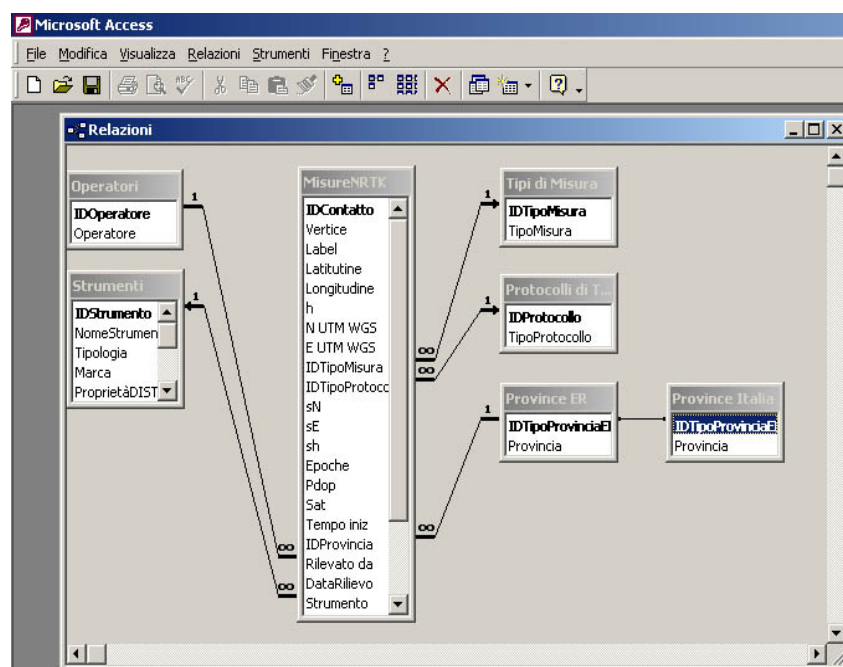 Microsoft Access
File Modifica Visualizza Relazioni Strumenti Finestra ?
Relazioni
Operatori
IDOperatore
Operatore
Strumenti
IDStrumento
NomeStrumen
Tipologia
Marca
ProprietàDIST
MisureNRTK
IDContatto
Vertice
Label
Latitutine
Longitudine
h
N UTM WGS
E UTM WGS
IDTipoMisura
IDTipoProtocc
sN
sE
sh
Epoche
Pdop
Sat
Tempo iniz
IDProvincia
Rilevato da
DataRilievo
Strumento
Tipi di Misura
IDTipoMisura
TipoMisura
Protocolli di T...
IDProtocollo
TipoProtocollo
Province ER
IDTipoProvinciaEI
Provincia
Province Italia
IDTipoProvinciaEI
Provincia
1
1
1
1
1
∞
∞
∞
∞
∞